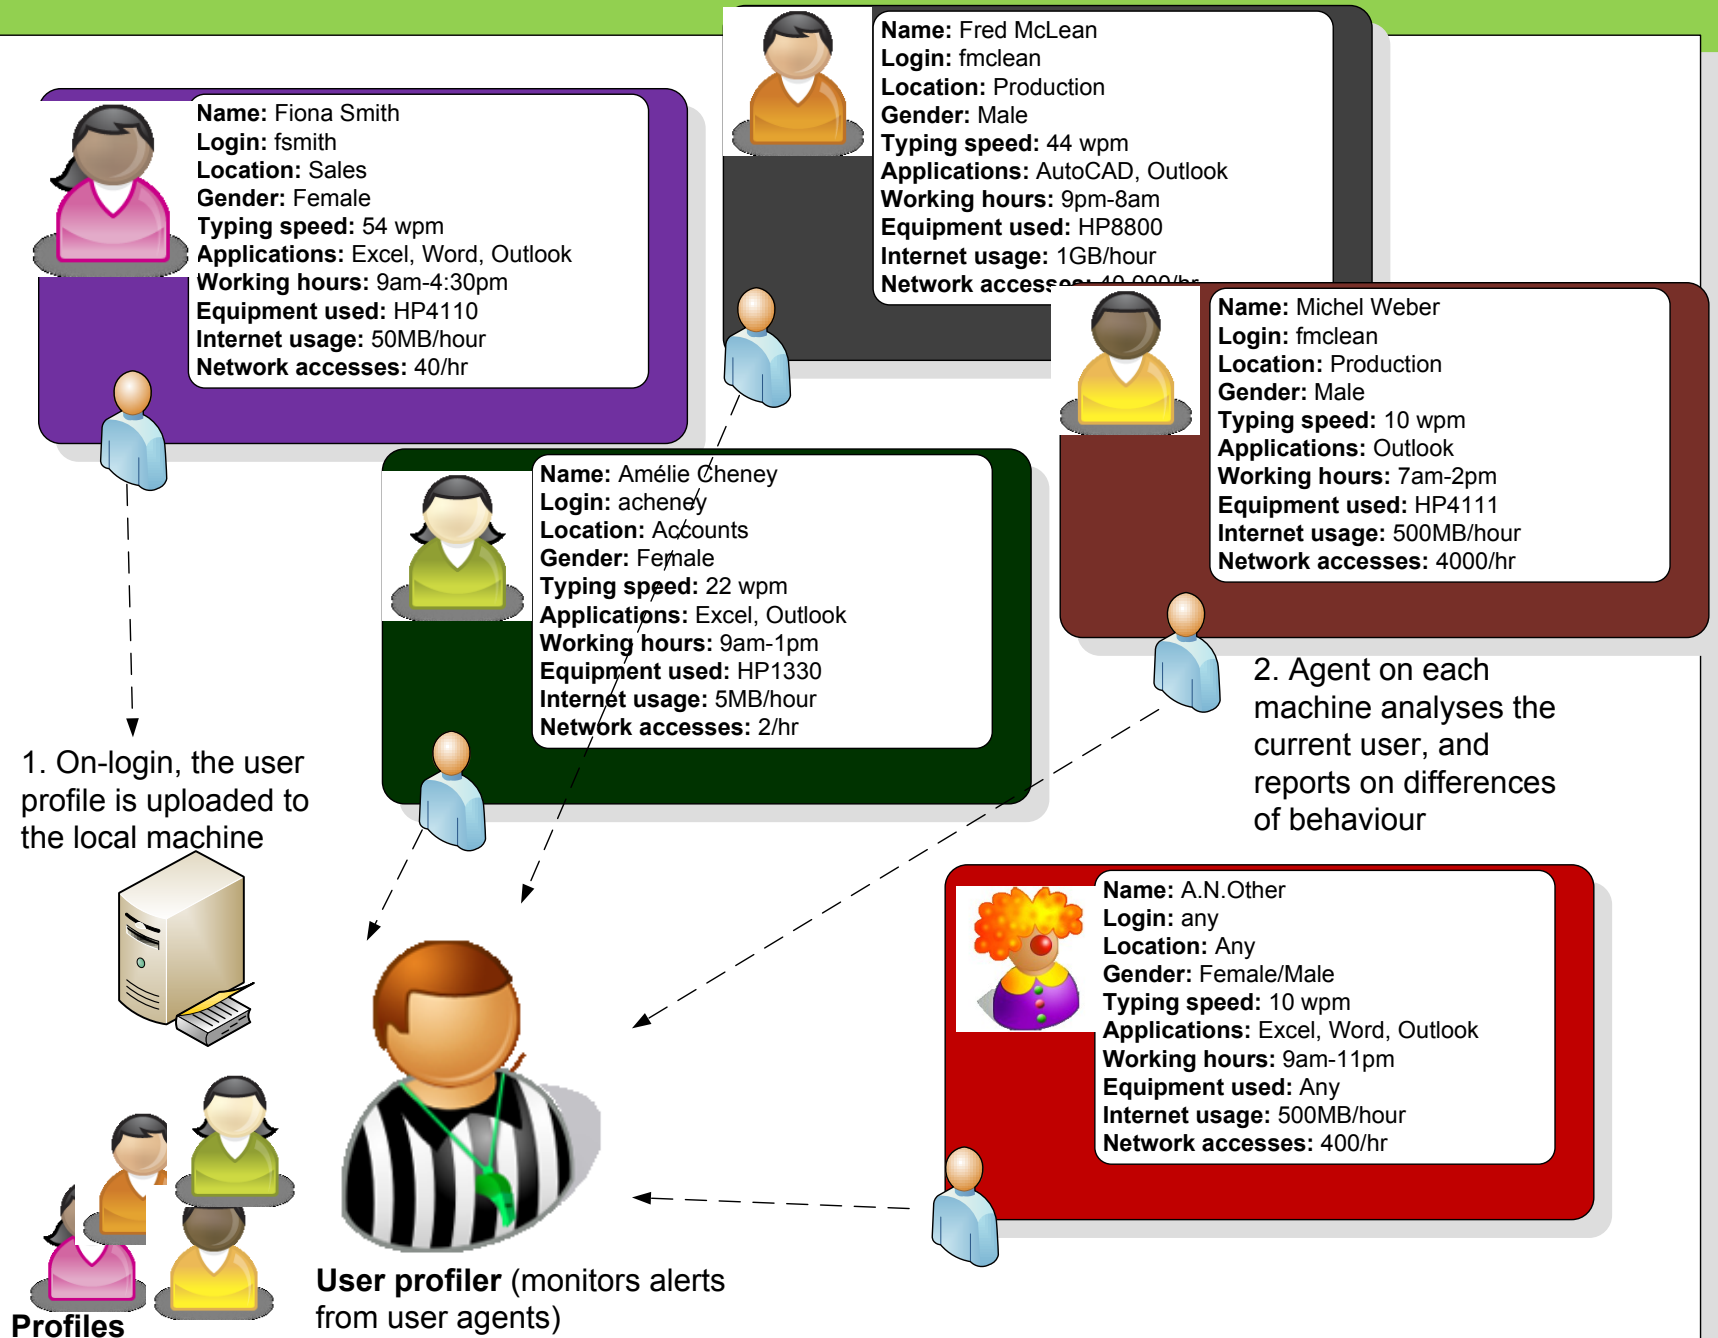 Name: Fred McLean
Login: fmclean
Location: Production
Gender: Male
Typing speed: 44 wpm
Applications: AutoCAD, Outlook
Working hours: 9pm-8am
Equipment used: HP8800
Internet usage: 1GB/hour
Network accesses: 40,000/hr
Name: Fiona Smith
Login: fsmith
Location: Sales
Gender: Female
Typing speed: 54 wpm
Applications: Excel, Word, Outlook
Working hours: 9am-4:30pm
Equipment used: HP4110
Internet usage: 50MB/hour
Network accesses: 40/hr
Name: Michel Weber
Login: fmclean
Location: Production
Gender: Male
Typing speed: 10 wpm
Applications: Outlook
Working hours: 7am-2pm
Equipment used: HP4111
Internet usage: 500MB/hour
Network accesses: 4000/hr
Name: Amélie Cheney
Login: acheney
Location: Accounts
Gender: Female
Typing speed: 22 wpm
Applications: Excel, Outlook
Working hours: 9am-1pm
Equipment used: HP1330
Internet usage: 5MB/hour
Network accesses: 2/hr
1. On-login, the user
profile is uploaded to
the local machine
2. Agent on each
machine analyses the
current user, and
reports on differences
of behaviour
Name: A.N.Other
Login: any
Location: Any
Gender: Female/Male
Typing speed: 10 wpm
Applications: Excel, Word, Outlook
Working hours: 9am-11pm
Equipment used: Any
Internet usage: 500MB/hour
Network accesses: 400/hr
User profiler (monitors alerts
from user agents)
Profiles